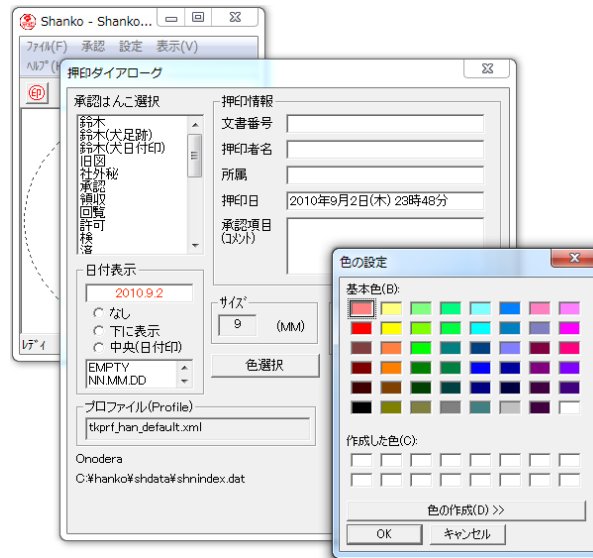 Shanko - Shanko...
ファイル(F) 承認 設定 表示(V)
印
押印ダイアローグ
承認はんこ選択
鈴木
鈴木(犬足跡)
鈴木(犬日付印)
旧図
社外秘
承認
領収
回覧
許可
検
済
押印情報
文書番号
押印者名
所属
押印日 2010年9月2日(木) 23時48分
承認項目
(コメント)
日付表示
2010.9.2
なし
下に表示
中央(日付印)
EMPTY
NN.MM.DD
サイズ
9 (MM)
色選択
プロファイル(Profile)
tkprf_han_default.xml
Onodera
C:¥hanko¥shdata¥shnindex.dat
レディ
色の設定
基本色(B):
作成した色(C):
色の作成(D) >>
OK キャンセル